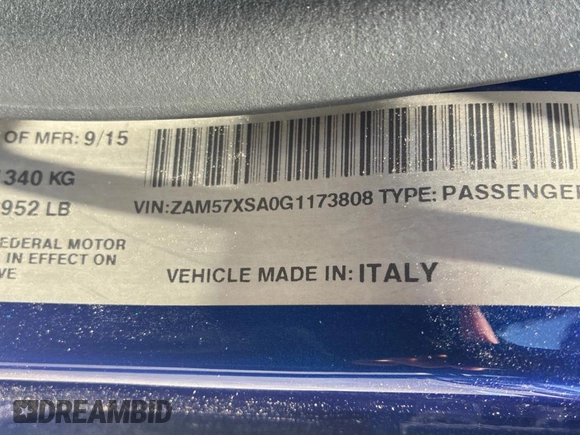 OF MFR: 9/15
340 KG
952 LB
VIN:ZAM57XSA0G1173808 TYPE: PASSENGE
EDERAL MOTOR
IN EFFECT ON
VE
VEHICLE MADE IN: ITALY
DREAMBID